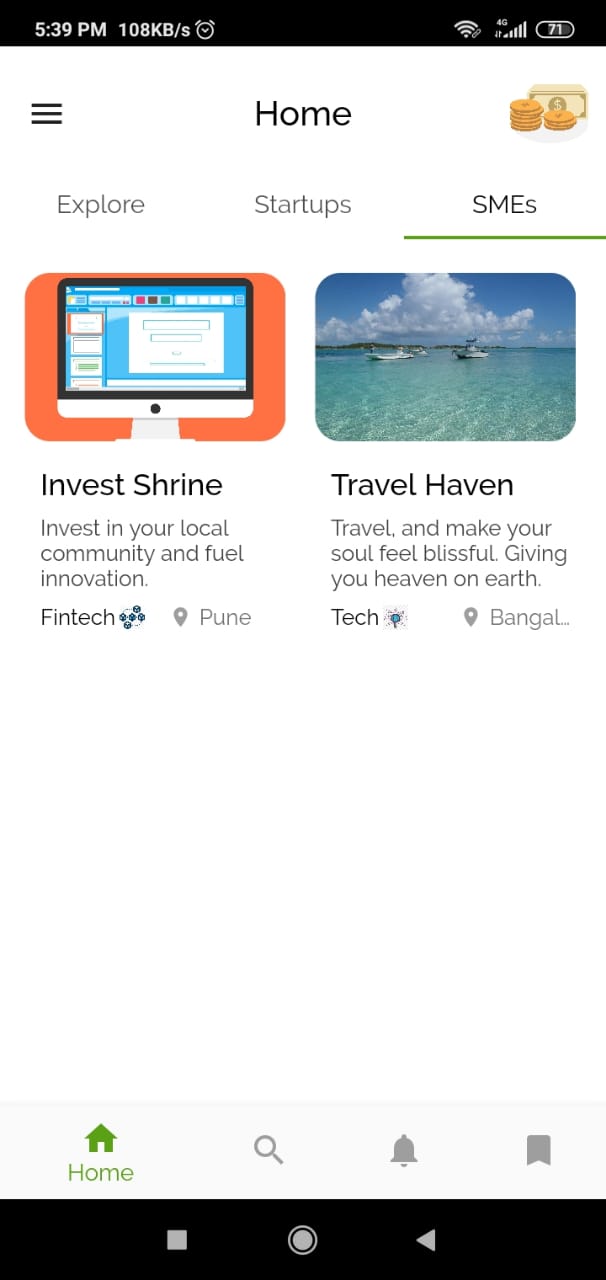 5:39 PM 108KB/s 4G 71
Home
Explore Startups SMEs
Invest Shrine
Invest in your local
community and fuel
innovation.
Fintech Pune
Travel Haven
Travel, and make your
soul feel blissful. Giving
you heaven on earth.
Tech Bangal...
Home